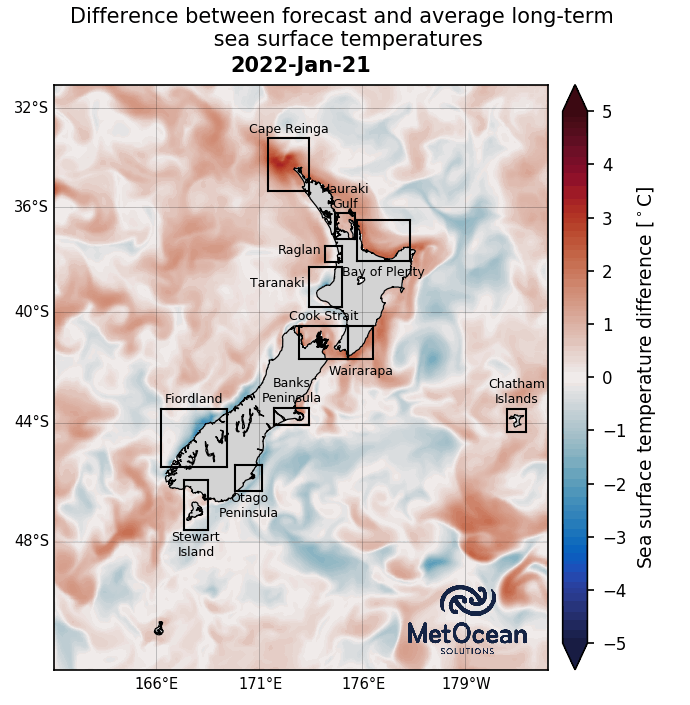 Difference between forecast and average long-term
sea surface temperatures
2022-Jan-21
32°S
36°S
40°S
44°S
48°S
166°E
171°E
176°E
179°W
Cape Reinga
Hauraki
Gulf
Raglan
Bay of Plenty
Taranaki
Cook Strait
Wairarapa
Banks
Peninsula
Fiordland
Chatham
Islands
Otago
Peninsula
Stewart
Island
MetOcean
SOLUTIONS
5
4
3
2
1
0
−1
−2
−3
−4
−5
Sea surface temperature difference [°C]